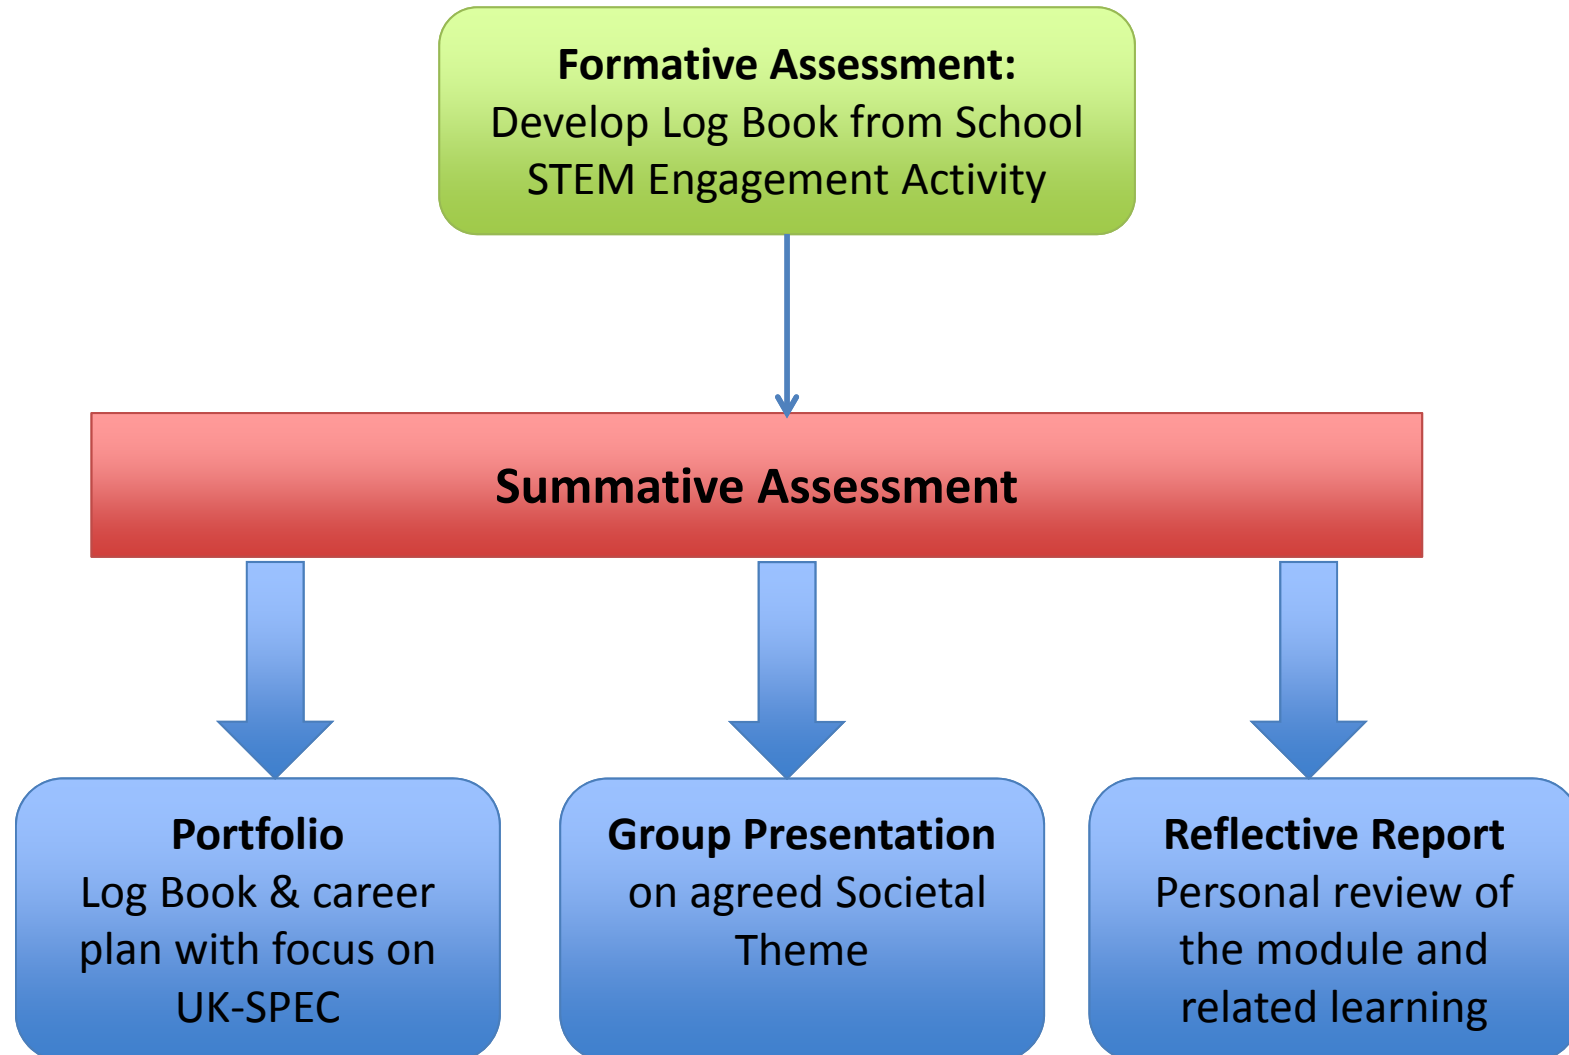 Formative Assessment:
Develop Log Book from School
STEM Engagement Activity
Summative Assessment
Portfolio
Log Book & career
plan with focus on
UK-SPEC
Group Presentation
on agreed Societal
Theme
Reflective Report
Personal review of
the module and
related learning